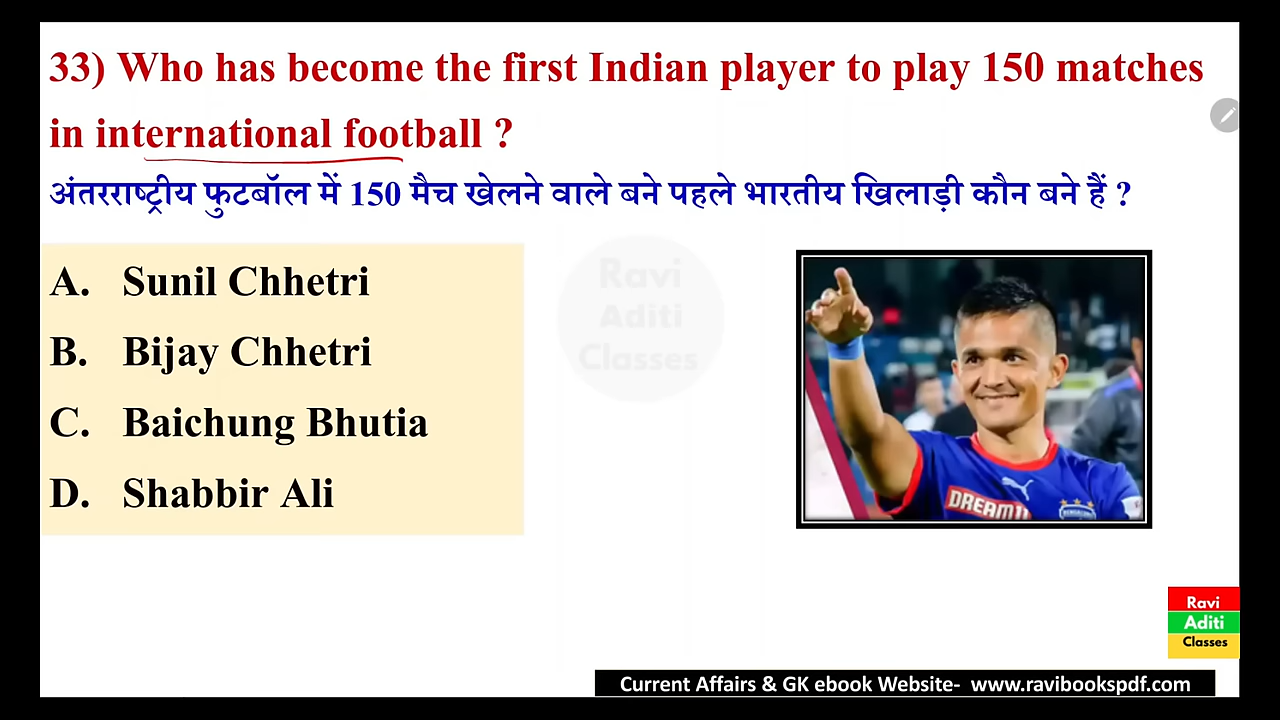 33) Who has become the first Indian player to play 150 matches
in international football ?
अंतरराष्ट्रीय फुटबॉल में 150 मैच खेलने वाले बने पहले भारतीय खिलाड़ी कौन बने हैं ?
A. Sunil Chhetri
B. Bijay Chhetri
C. Baichung Bhutia
D. Shabbir Ali
Ravi
Aditi
Classes
DREAM11
BENGALURU
Ravi
Aditi
Classes
Current Affairs & GK ebook Website- www.ravibookspdf.com